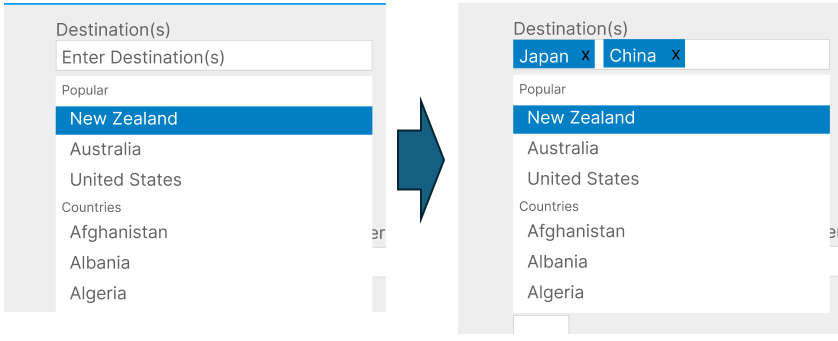 Destination(s)
Enter Destination(s)
Popular
New Zealand
Australia
United States
Countries
Afghanistan
er
Albania
Algeria
Destination(s)
Japan x China x
Popular
New Zealand
Australia
United States
Countries
Afghanistan
Albania
Algeria